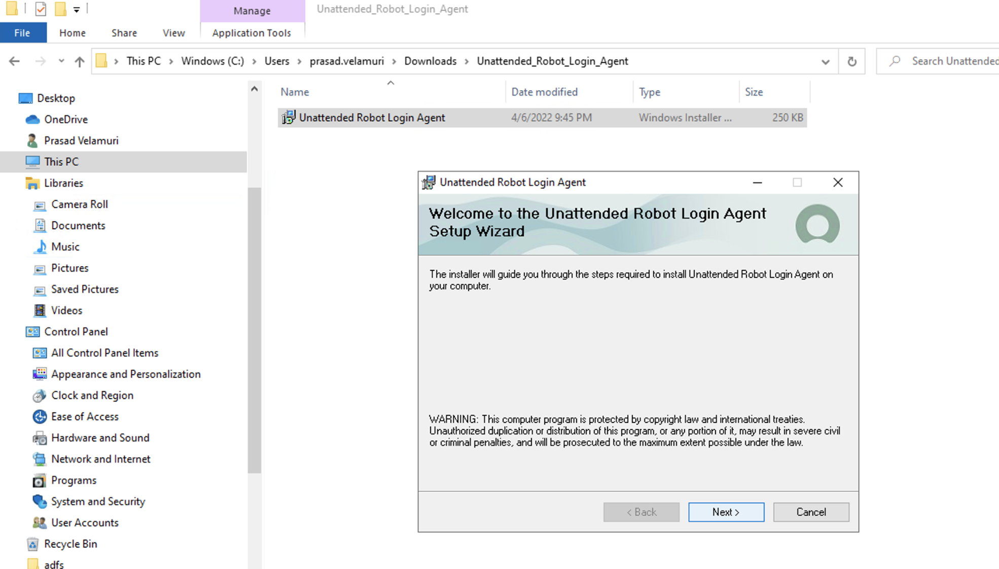 Manage
Unattended_Robot_Login_Agent
File
Home
Share
View
Application Tools
This PC
Windows (C:)
Users
prasad.velamuri
Downloads
Unattended_Robot_Login_Agent
Search Unattended
Desktop
OneDrive
Prasad Velamuri
This PC
Libraries
Camera Roll
Documents
Music
Pictures
Saved Pictures
Videos
Control Panel
All Control Panel Items
Appearance and Personalization
Clock and Region
Ease of Access
Hardware and Sound
Network and Internet
Programs
System and Security
User Accounts
Recycle Bin
adfs
Name
Date modified
Type
Size
Unattended Robot Login Agent
4/6/2022 9:45 PM
Windows Installer ...
250 KB
Unattended Robot Login Agent
Welcome to the Unattended Robot Login Agent
Setup Wizard
The installer will guide you through the steps required to install Unattended Robot Login Agent on
your computer.
WARNING: This computer program is protected by copyright law and international treaties.
Unauthorized duplication or distribution of this program, or any portion of it, may result in severe civil
or criminal penalties, and will be prosecuted to the maximum extent possible under the law.
< Back
Next >
Cancel